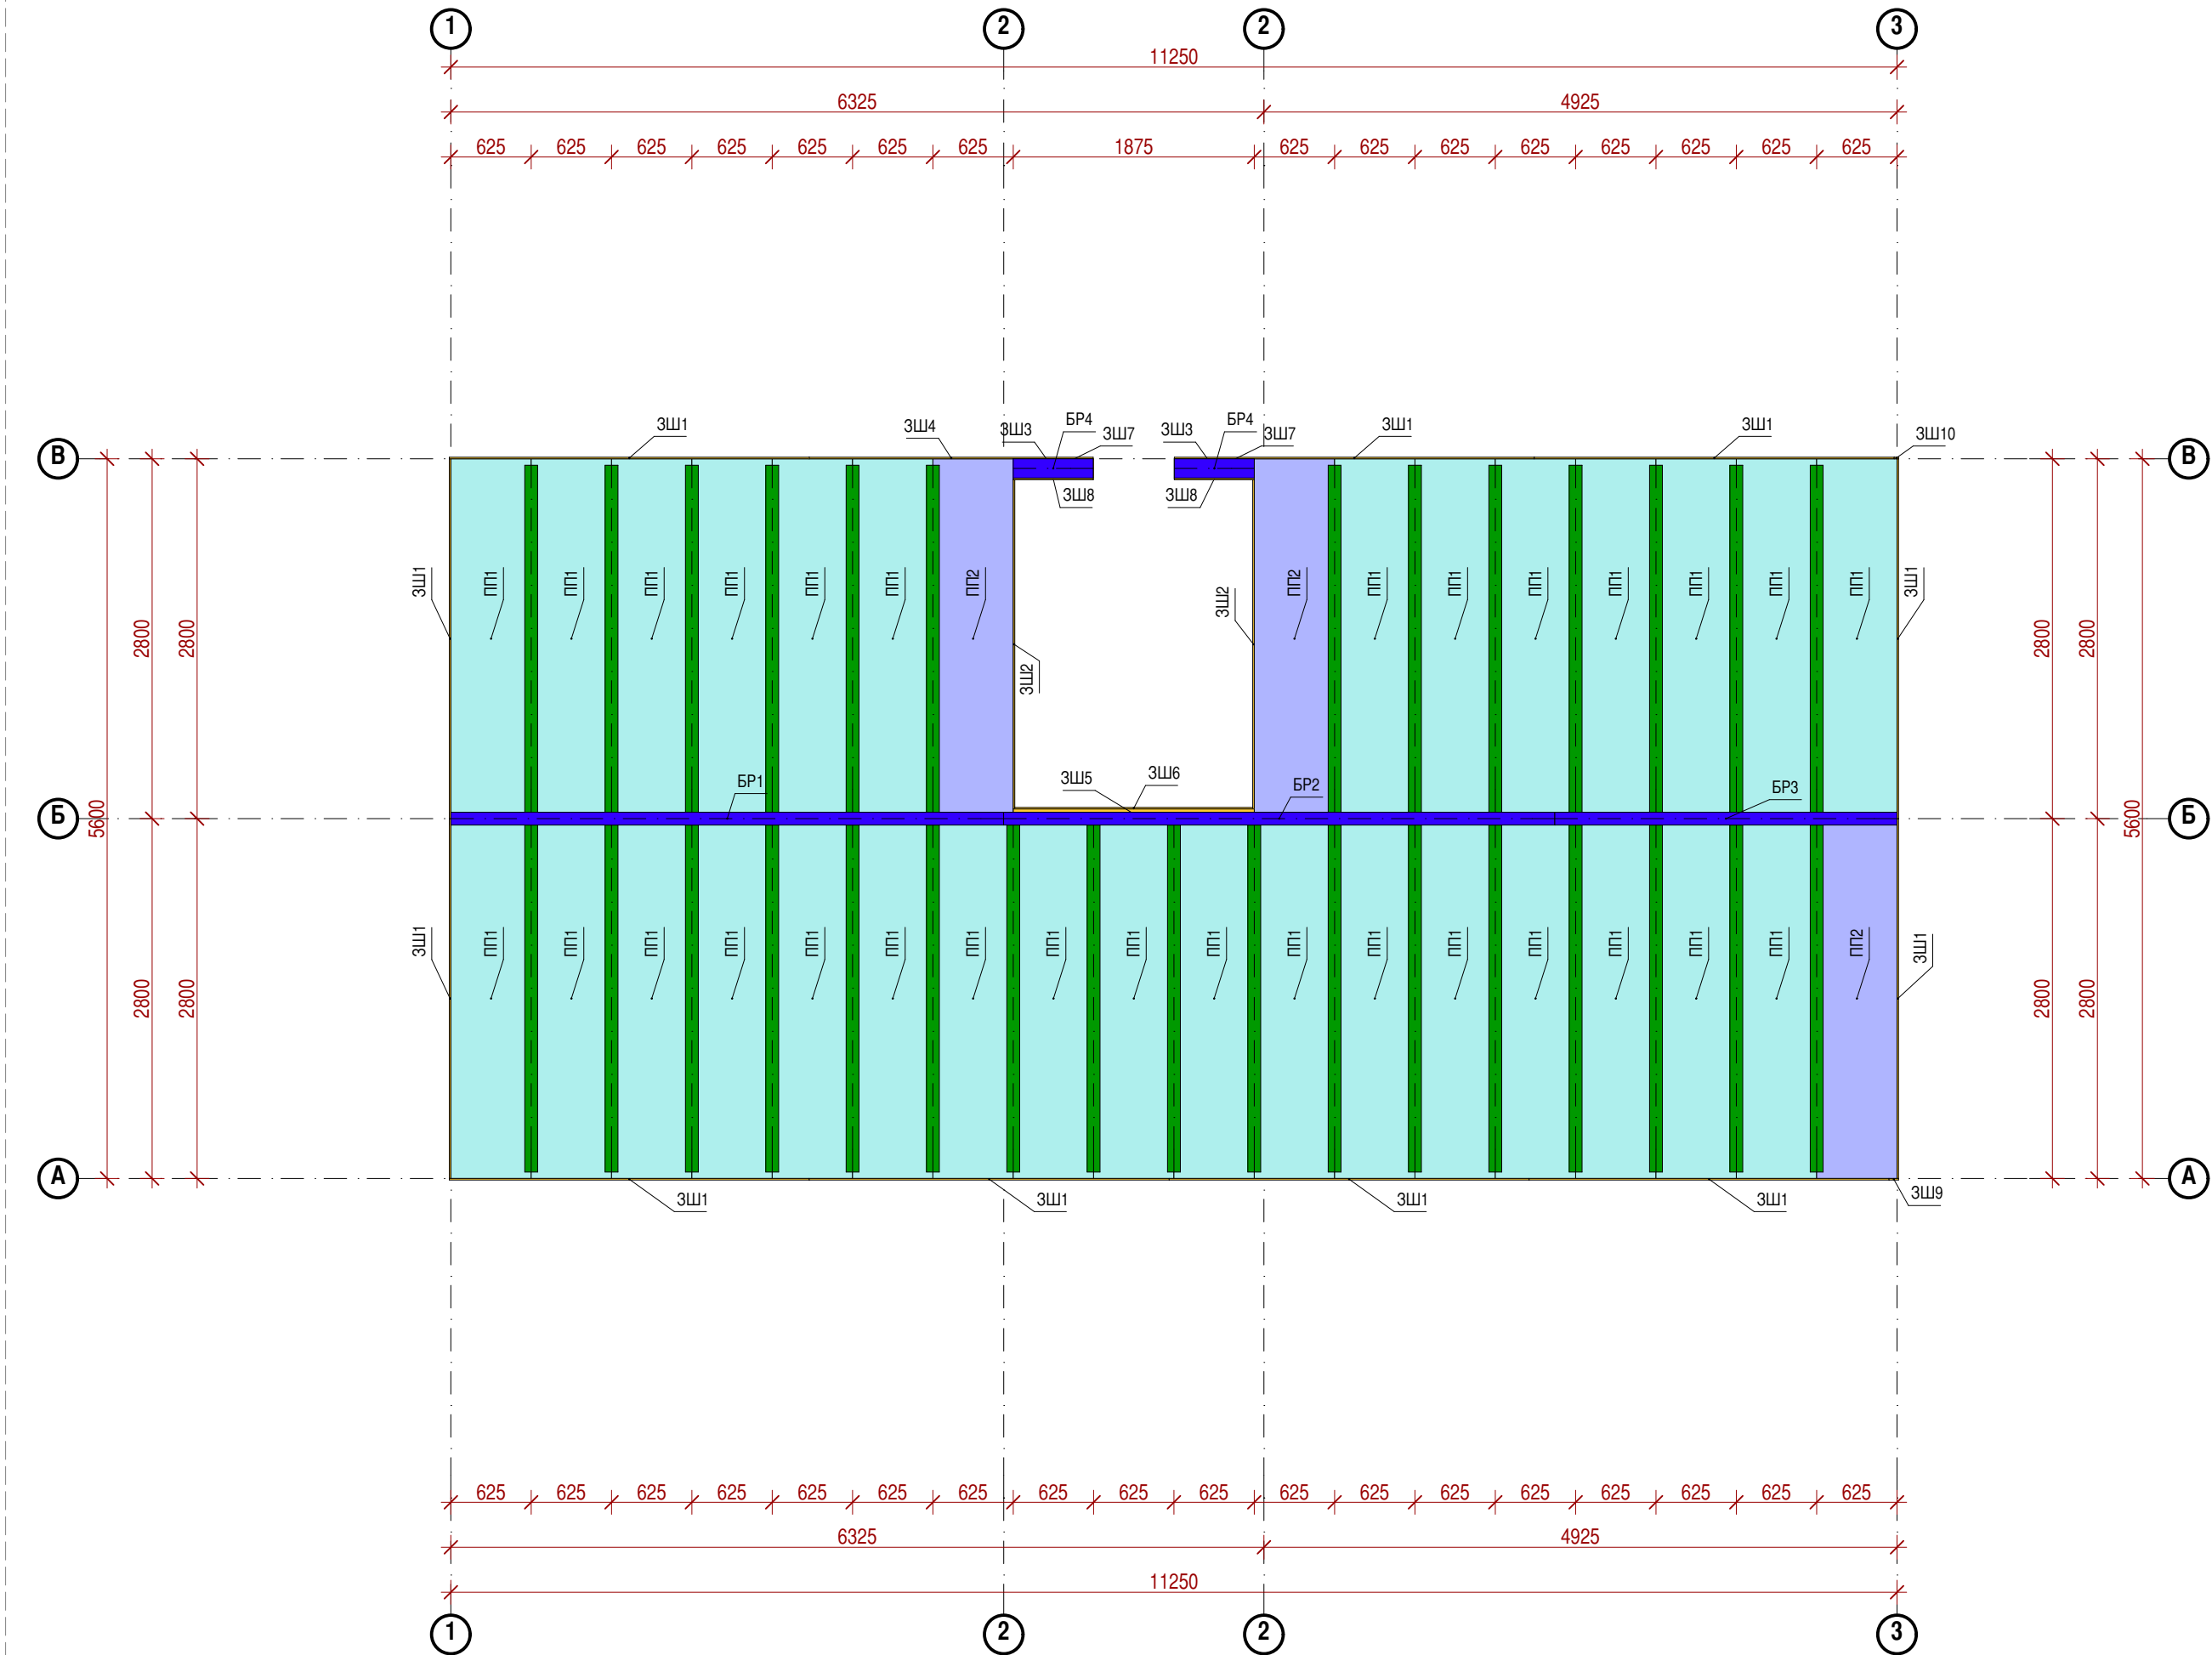 1 2 2 3
11250
6325 4925
625 625 625 625 625 625 625 1875 625 625 625 625 625 625 625 625
ЗШ1 ЗШ4 ЗШ3 БР4 ЗШ7 ЗШ3 БР4 ЗШ7 ЗШ1 ЗШ1 ЗШ10
В В
ЗШ8 ЗШ8
ЗШ1 ПП1 ПП1 ПП1 ПП1 ПП1 ПП1 ПП2 ЗШ2 ПП2 ПП1 ПП1 ПП1 ПП1 ПП1 ПП1 ПП1 ЗШ1
2800 2800 ЗШ2 2800 2800
БР1 ЗШ5 ЗШ6 БР2 БР3
Б 5600 5600 Б
ЗШ1 ПП1 ПП1 ПП1 ПП1 ПП1 ПП1 ПП1 ПП1 ПП1 ПП1 ПП1 ПП1 ПП1 ПП1 ПП1 ПП1 ПП1 ПП2 ЗШ1
2800 2800 2800 2800
А А
ЗШ1 ЗШ1 ЗШ1 ЗШ1 ЗШ9
625 625 625 625 625 625 625 625 625 625 625 625 625 625 625 625 625 625
6325 4925
11250
1 2 2 3